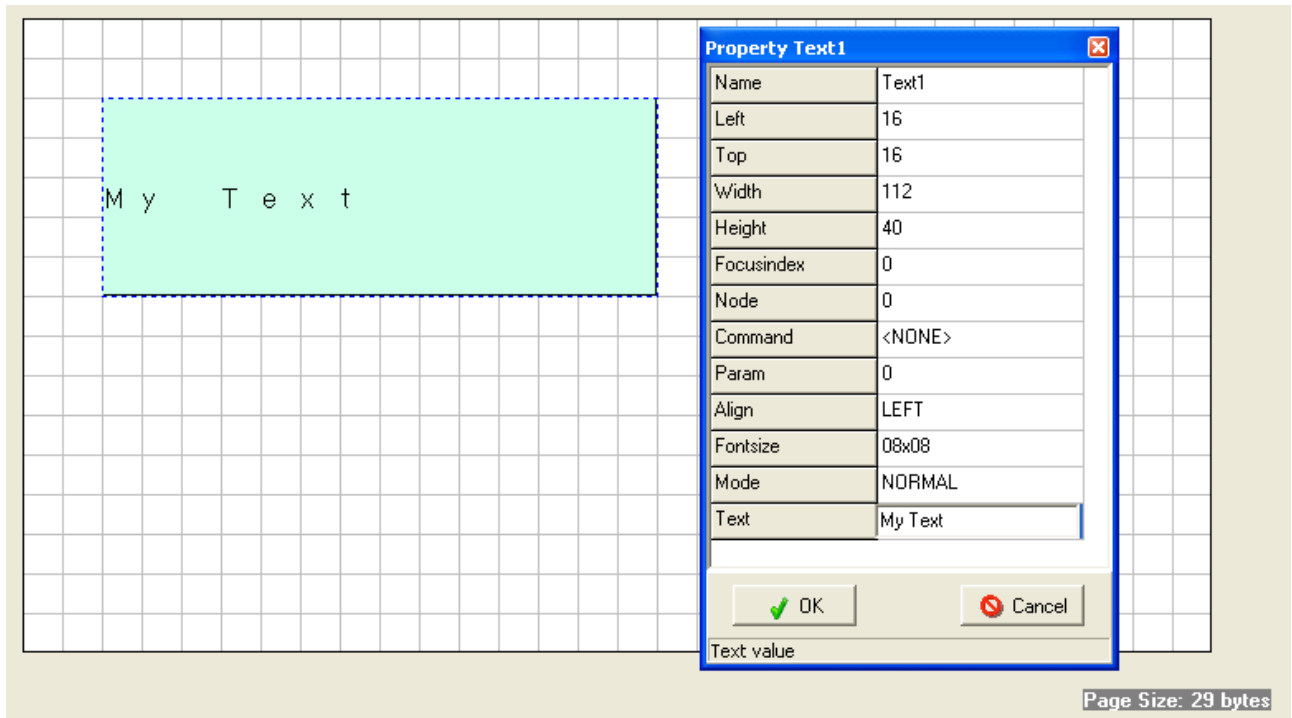 My Text
Property Text1
Name Text1
Left 16
Top 16
Width 112
Height 40
Focusindex 0
Node 0
Command <NONE>
Param 0
Align LEFT
Fontsize 08x08
Mode NORMAL
Text My Text
OK Cancel
Text value
Page Size: 29 bytes